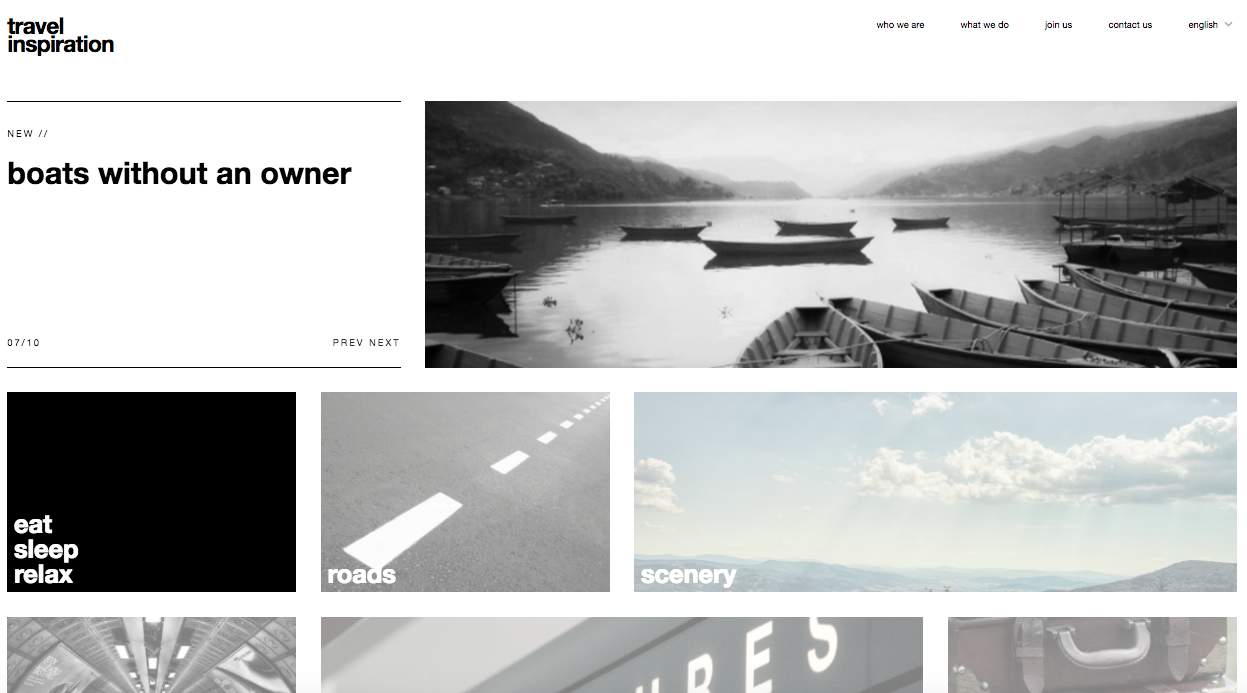 travel
inspiration
who we are
what we do
join us
contact us
english
NEW //
boats without an owner
07/10
PREV NEXT
eat
sleep
relax
roads
scenery
URES